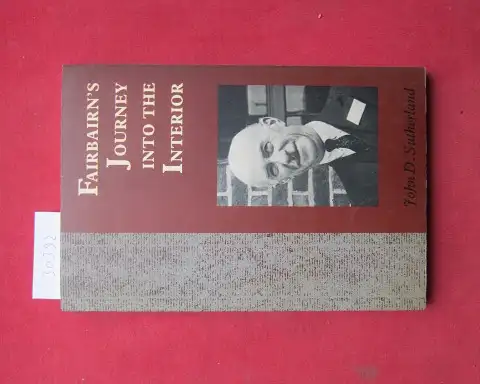 FAIRBAIRN'S
JOURNEY
INTO THE
INTERIOR
John D. Sutherland